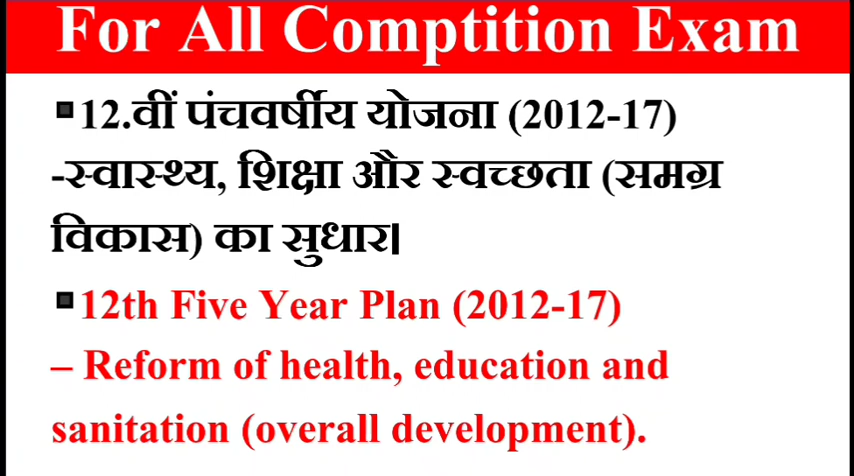 For All Comptition Exam
▪12.वीं पंचवर्षीय योजना (2012-17)
-स्वास्थ्य, शिक्षा और स्वच्छता (समग्र
विकास) का सुधार।
▪12th Five Year Plan (2012-17)
– Reform of health, education and
sanitation (overall development).